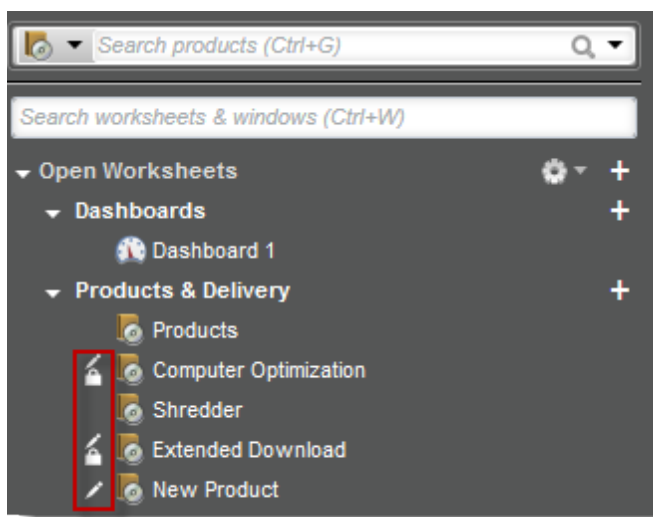 Search products (Ctrl+G)
Search worksheets & windows (Ctrl+W)
Open Worksheets
Dashboards
Dashboard 1
Products & Delivery
Products
Computer Optimization
Shredder
Extended Download
New Product